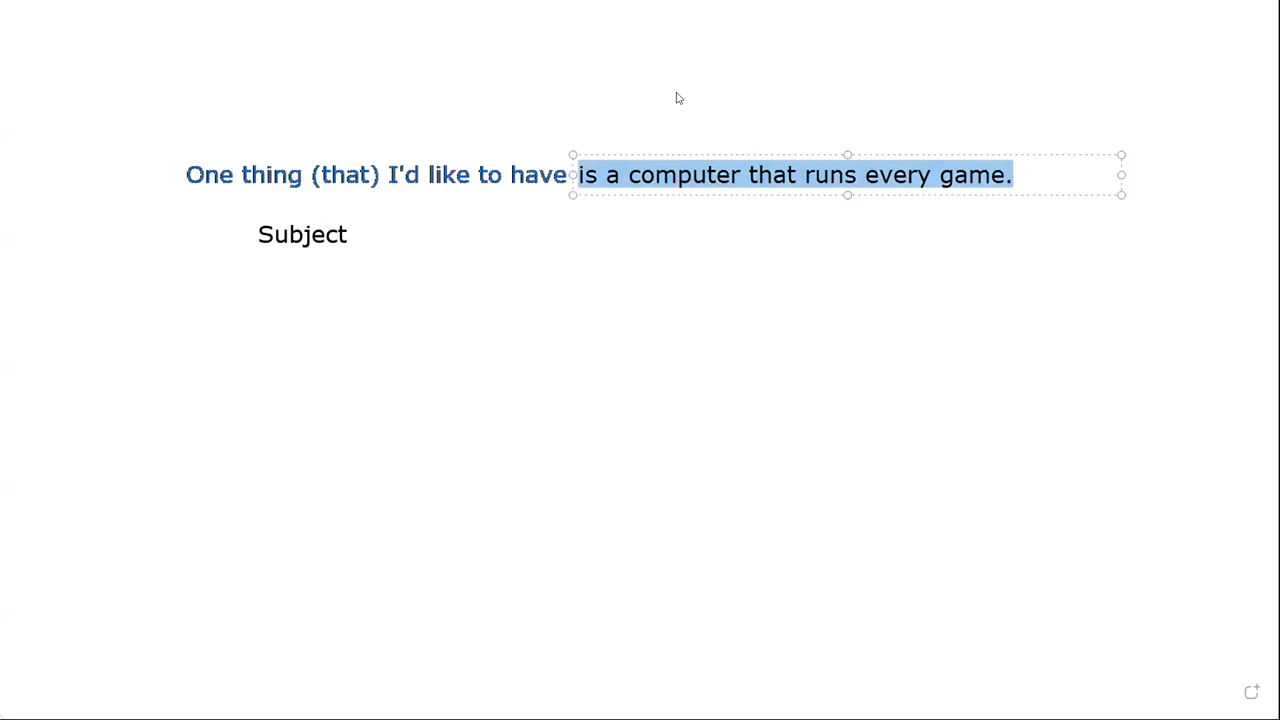 One thing (that) I'd like to have is a computer that runs every game.
Subject